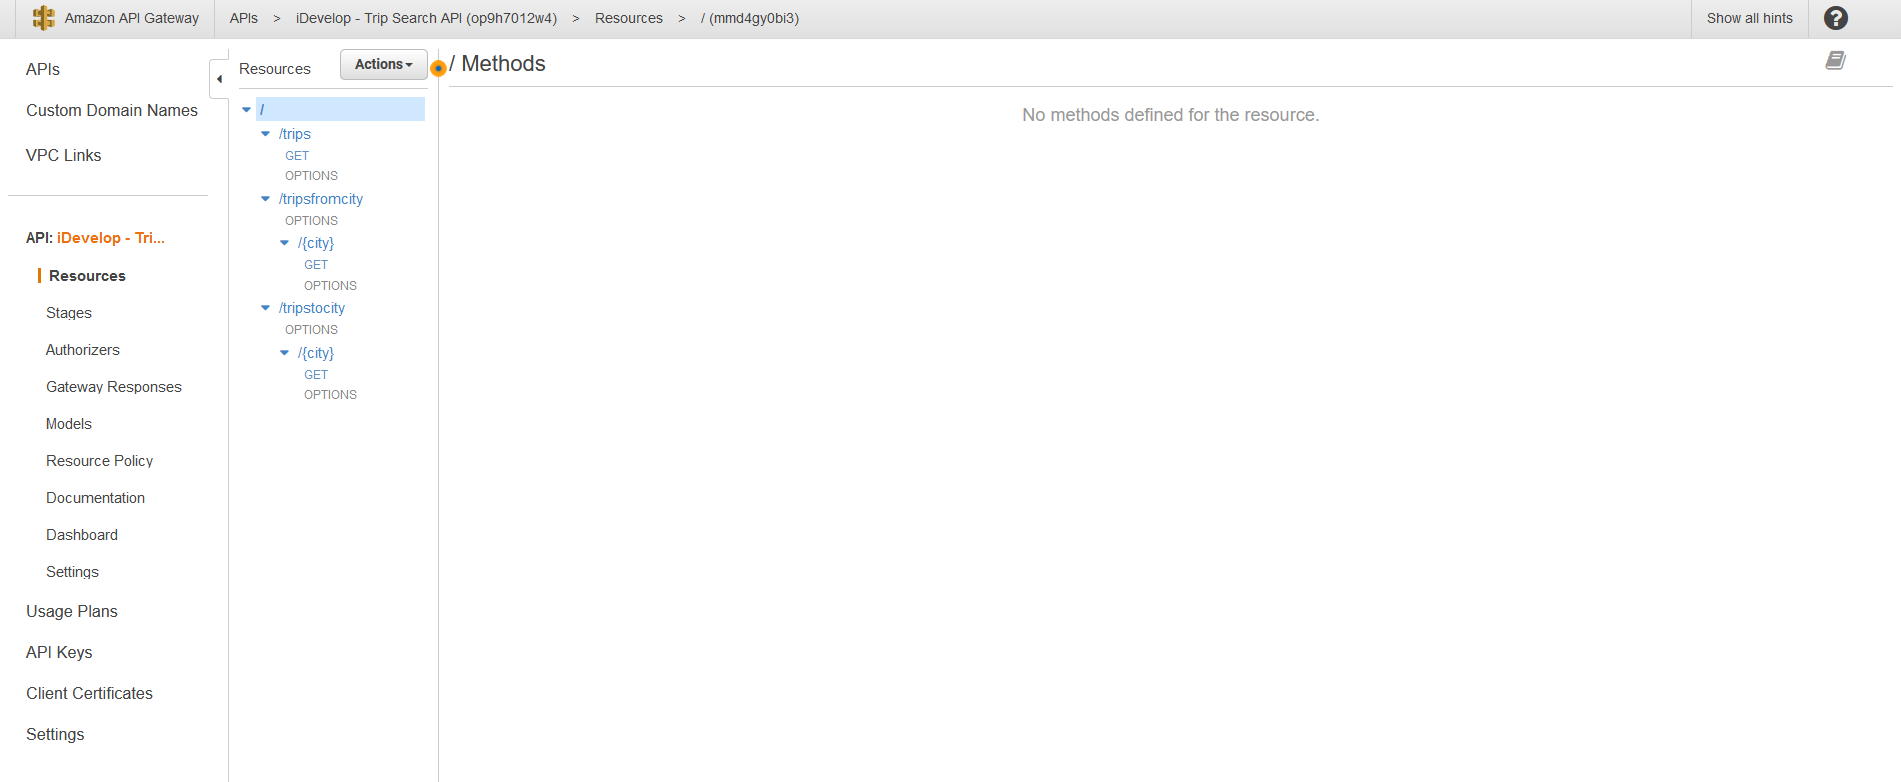 Amazon API Gateway
APIs > iDevelop - Trip Search API (op9h7012w4) > Resources > / (mmd4gy0bi3)
Show all hints
?
APIs
Custom Domain Names
VPC Links
API: iDevelop - Tri...
Resources
Stages
Authorizers
Gateway Responses
Models
Resource Policy
Documentation
Dashboard
Settings
Usage Plans
API Keys
Client Certificates
Settings
Resources
Actions
/
/trips
GET
OPTIONS
/tripsfromcity
OPTIONS
/{city}
GET
OPTIONS
/tripstocity
OPTIONS
/{city}
GET
OPTIONS
/ Methods
No methods defined for the resource.